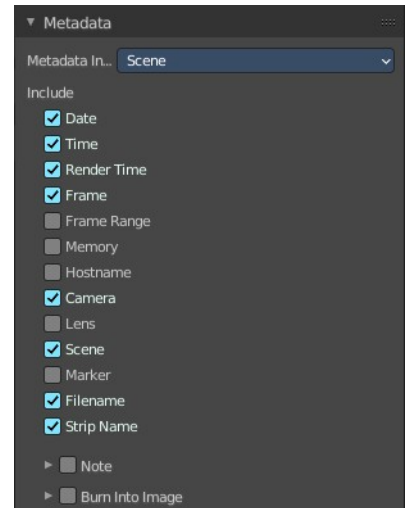 Metadata
Metadata In... Scene
Include
Date
Time
Render Time
Frame
Frame Range
Memory
Hostname
Camera
Lens
Scene
Marker
Filename
Strip Name
Note
Burn Into Image